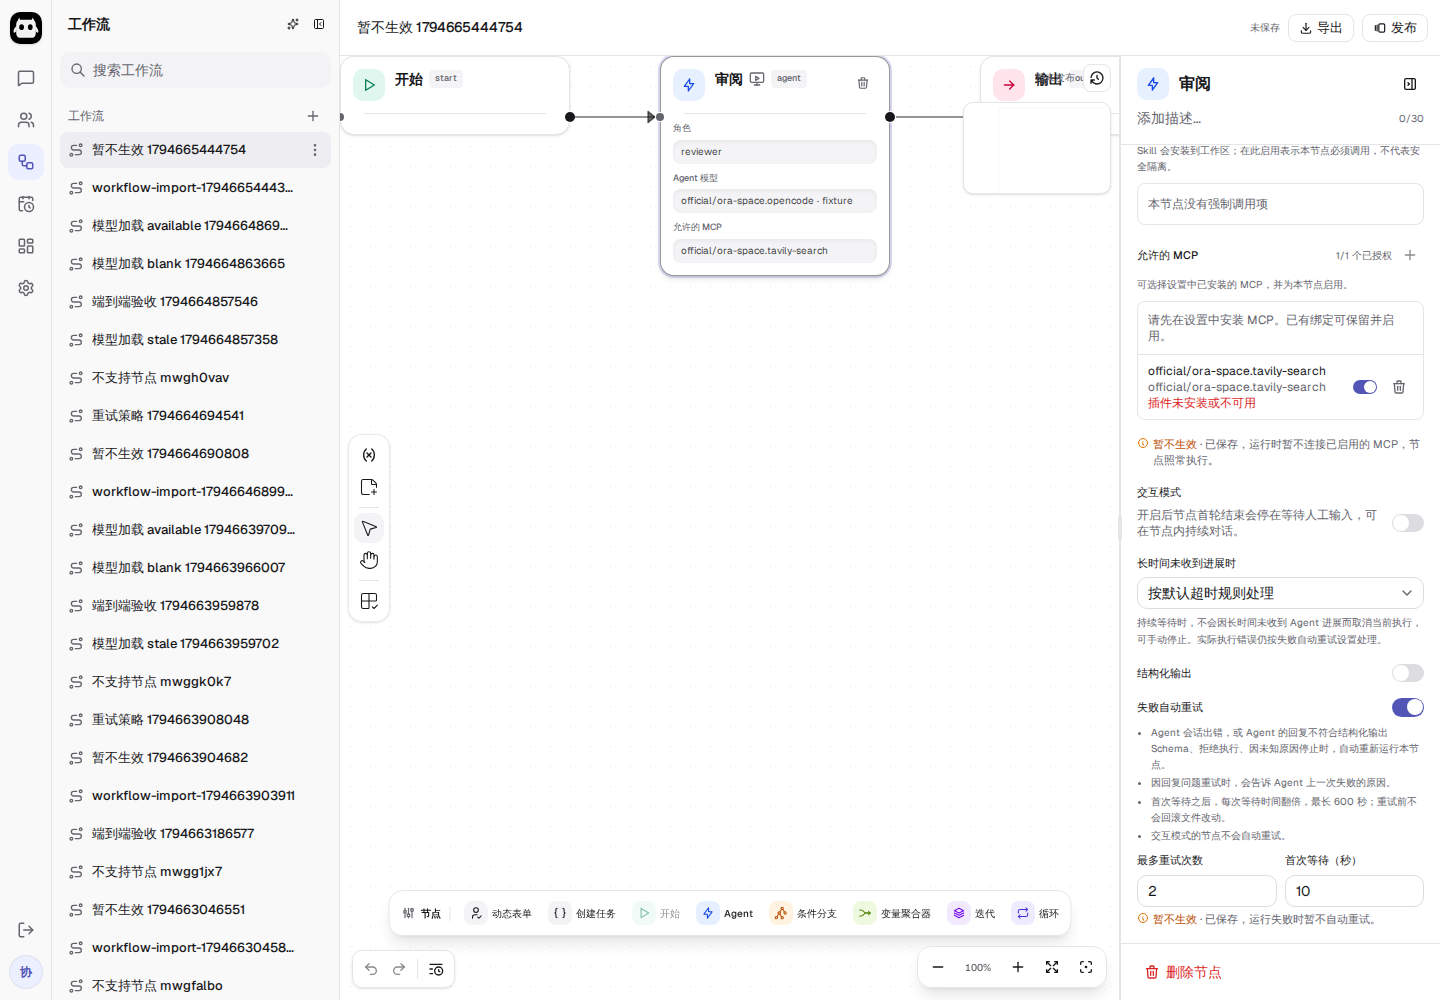 工作流
搜索工作流
工作流
暂不生效 1794665444754
workflow-import-17946654443...
模型加载 available 1794664869...
模型加载 blank 1794664863665
端到端验收 1794664857546
模型加载 stale 1794664857358
不支持节点 mwgh0vav
重试策略 1794664694541
暂不生效 1794664690808
workflow-import-17946646899...
模型加载 available 17946639709...
模型加载 blank 1794663966007
端到端验收 1794663959878
模型加载 stale 1794663959702
不支持节点 mwggk0k7
重试策略 1794663908048
暂不生效 1794663904682
workflow-import-1794663903911
端到端验收 1794663186577
不支持节点 mwgg1jx7
暂不生效 1794663046551
workflow-import-17946630458...
不支持节点 mwgfalbo
协
暂不生效 1794665444754
未保存
导出
发布
开始 start
审阅 agent
角色
reviewer
Agent 模型
official/ora-space.opencode · fixture
允许的 MCP
official/ora-space.tavily-search
输出
节点
动态表单
创建任务
开始
Agent
条件分支
变量聚合器
迭代
循环
100%
审阅
添加描述...
0/30
Skill 会安装到工作区；在此启用表示本节点必须调用，不代表安
全隔离。
本节点没有强制调用项
允许的 MCP
1/1 个已授权
可选择设置中已安装的 MCP，并为本节点启用。
请先在设置中安装 MCP。已有绑定可保留并启
用。
official/ora-space.tavily-search
official/ora-space.tavily-search
插件未安装或不可用
暂不生效 · 已保存，运行时暂不连接已启用的 MCP，节
点照常执行。
交互模式
开启后节点首轮结束会停在等待人工输入，可
在节点内持续对话。
长时间未收到进展时
按默认超时规则处理
持续等待时，不会因长时间未收到 Agent 进展而取消当前执行，
可手动停止。实际执行错误仍按失败自动重试设置处理。
结构化输出
失败自动重试
• Agent 会话出错，或 Agent 的回复不符合结构化输出
Schema、拒绝执行、因未知原因停止时，自动重新运行本节
点。
• 因回复问题重试时，会告诉 Agent 上一次失败的原因。
• 首次等待之后，每次等待时间翻倍，最长 600 秒；重试前不
会回滚文件改动。
• 交互模式的节点不会自动重试。
最多重试次数
首次等待（秒）
2
10
暂不生效 · 已保存，运行失败时暂不自动重试。
删除节点